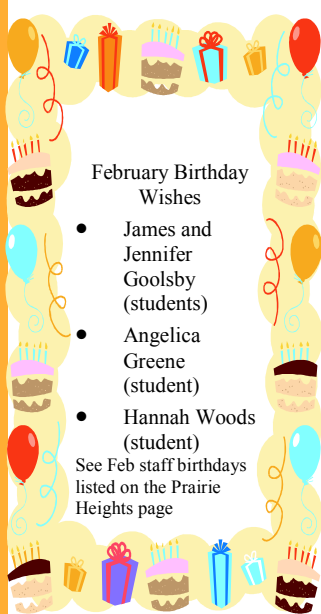 February Birthday
Wishes
• James and
Jennifer
Goolsby
(students)
• Angelica
Greene
(student)
• Hannah Woods
(student)
See Feb staff birthdays
listed on the Prairie
Heights page